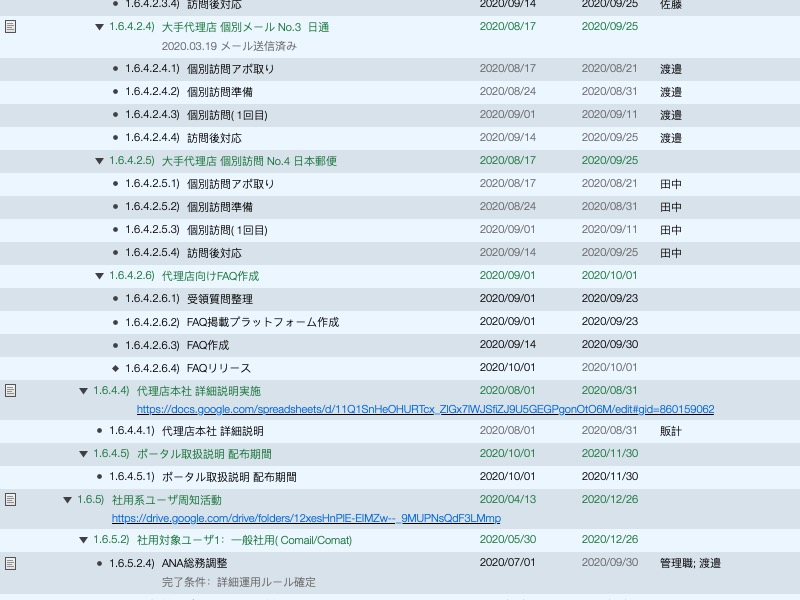 1.6.4.2.3.4) 訪問後対応 2020/09/14 2020/09/25 佐藤
1.6.4.2.4) 大手代理店 個別メール No.3 日通 2020/08/17 2020/09/25
2020.03.19 メール送信済み
1.6.4.2.4.1) 個別訪問アポ取り 2020/08/17 2020/08/21 渡邉
1.6.4.2.4.2) 個別訪問準備 2020/08/24 2020/08/31 渡邉
1.6.4.2.4.3) 個別訪問( 1回目) 2020/09/01 2020/09/11 渡邉
1.6.4.2.4.4) 訪問後対応 2020/09/14 2020/09/25 渡邉
1.6.4.2.5) 大手代理店 個別訪問 No.4 日本郵便 2020/08/17 2020/09/25
1.6.4.2.5.1) 個別訪問アポ取り 2020/08/17 2020/08/21 田中
1.6.4.2.5.2) 個別訪問準備 2020/08/24 2020/08/31 田中
1.6.4.2.5.3) 個別訪問( 1回目) 2020/09/01 2020/09/11 田中
1.6.4.2.5.4) 訪問後対応 2020/09/14 2020/09/25 田中
1.6.4.2.6) 代理店向けFAQ作成 2020/09/01 2020/10/01
1.6.4.2.6.1) 受領質問整理 2020/09/01 2020/09/23
1.6.4.2.6.2) FAQ掲載プラットフォーム作成 2020/09/01 2020/09/23
1.6.4.2.6.3) FAQ作成 2020/09/14 2020/09/30
1.6.4.2.6.4) FAQリリース 2020/10/01 2020/10/01
1.6.4.4) 代理店本社 詳細説明実施 2020/08/01 2020/08/31
https://docs.google.com/spreadsheets/d/11Q1SnHeOHURTcx_ZlGx7lWJSfiZJ9U5GEGPgonOtO6M/edit#gid=860159062
1.6.4.4.1) 代理店本社 詳細説明 2020/08/01 2020/08/31 販計
1.6.4.5) ポータル取扱説明 配布期間 2020/10/01 2020/11/30
1.6.4.5.1) ポータル取扱説明 配布期間 2020/10/01 2020/11/30
1.6.5) 社用系ユーザ周知活動 2020/04/13 2020/12/26
https://drive.google.com/drive/folders/12xesHnPlE-ElMZw--_9MUPNsQdF3LMmp
1.6.5.2) 社用対象ユーザ1: 一般社用( Comail/Comat) 2020/05/30 2020/12/26
1.6.5.2.4) ANA総務調整 2020/07/01 2020/09/30 管理職; 渡邉
完了条件: 詳細運用ルール確定